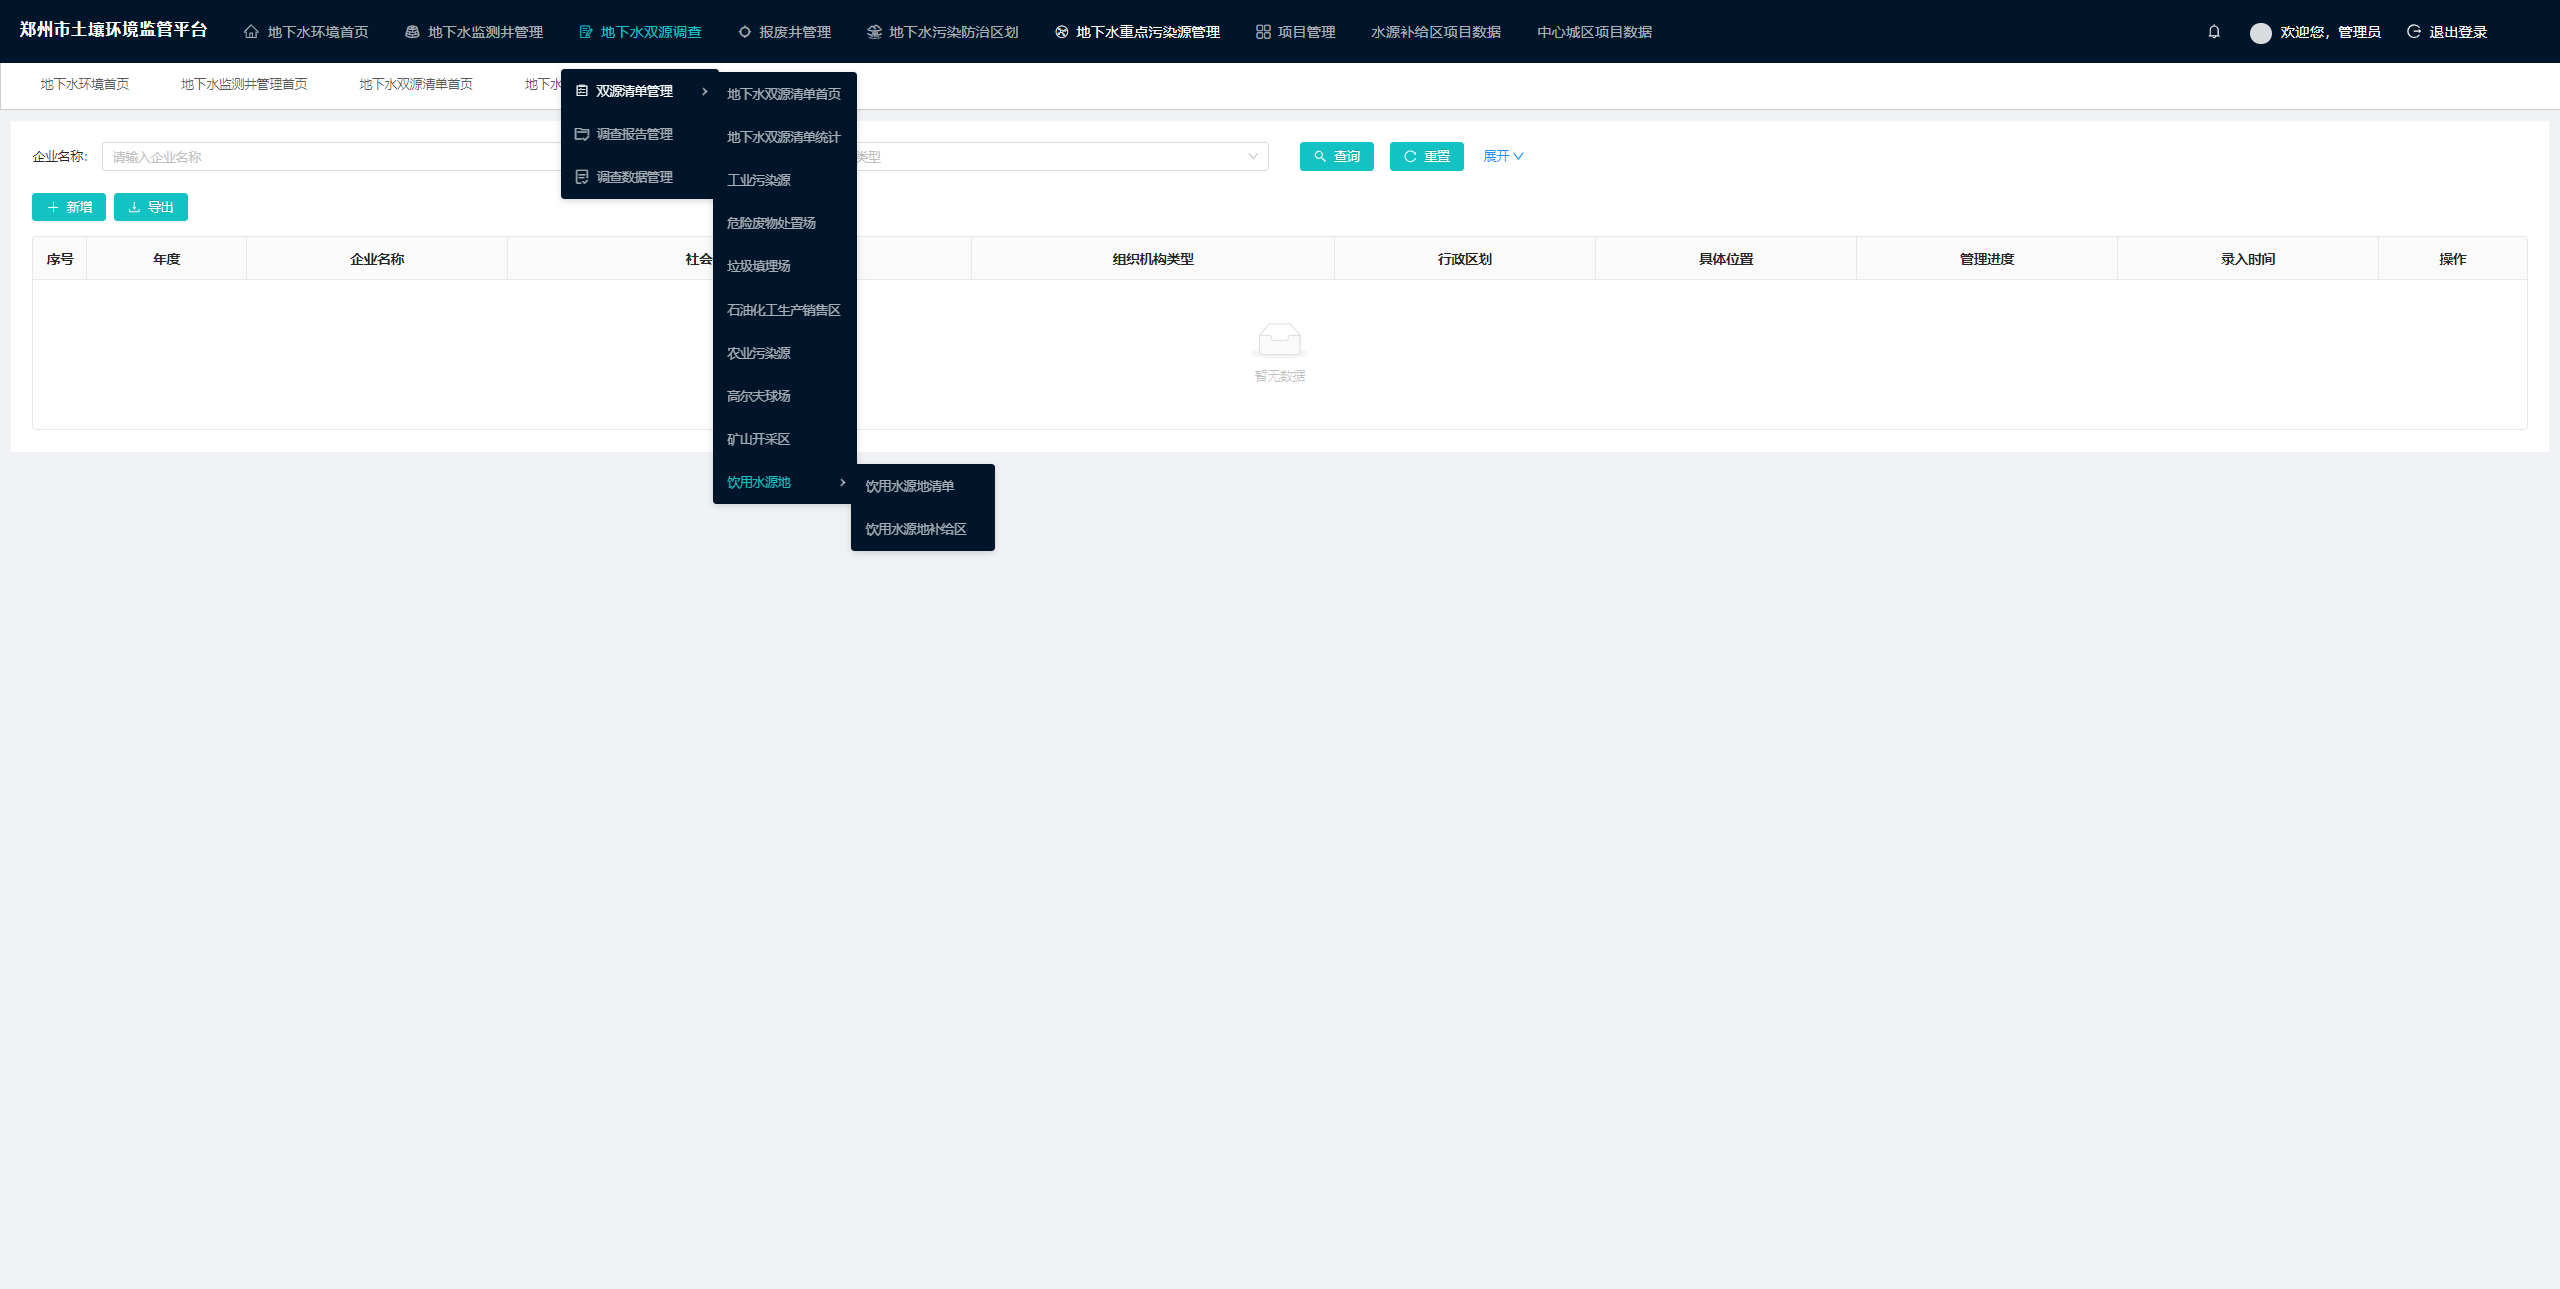 郑州市土壤环境监管平台
地下水环境首页
地下水监测井管理
地下水双源调查
报废井管理
地下水污染防治区划
地下水重点污染源管理
项目管理
水源补给区项目数据
中心城区项目数据
欢迎您，管理员
退出登录
地下水环境首页
地下水监测井管理首页
地下水双源清单首页
地下水
双源清单管理
调查报告管理
调查数据管理
地下水双源清单首页
地下水双源清单统计
工业污染源
危险废物处置场
垃圾填埋场
石油化工生产销售区
农业污染源
高尔夫球场
矿山开采区
饮用水源地
饮用水源地清单
饮用水源地补给区
企业名称:
请输入企业名称
类型
查询
重置
展开
新增
导出
序号
年度
企业名称
社会
组织机构类型
行政区划
具体位置
管理进度
录入时间
操作
暂无数据